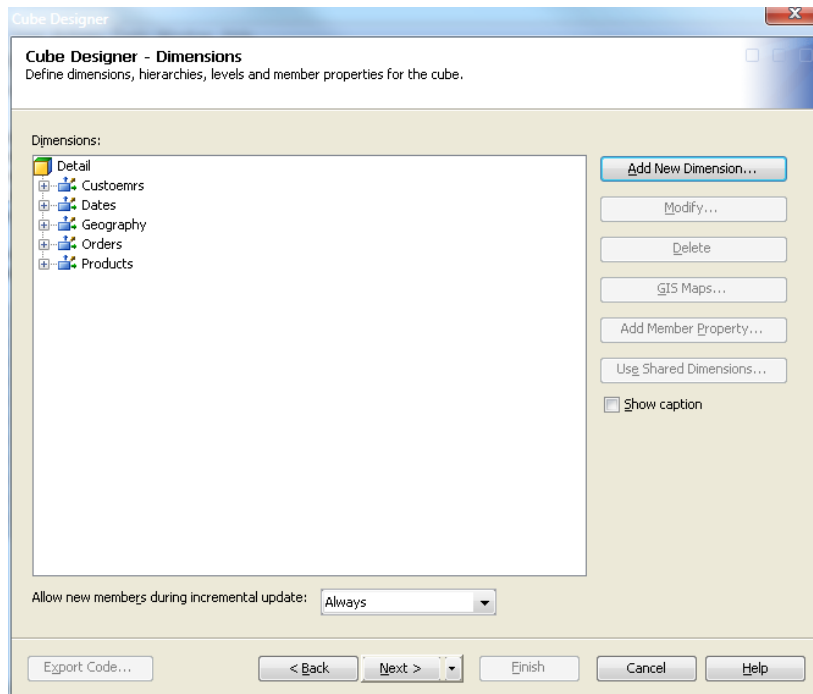 Cube Designer
Cube Designer - Dimensions
Define dimensions, hierarchies, levels and member properties for the cube.
Dimensions:
Detail
Custoemrs
Dates
Geography
Orders
Products
Add New Dimension...
Modify...
Delete
GIS Maps...
Add Member Property...
Use Shared Dimensions...
Show caption
Allow new members during incremental update: Always
Export Code... < Back Next > Finish Cancel Help